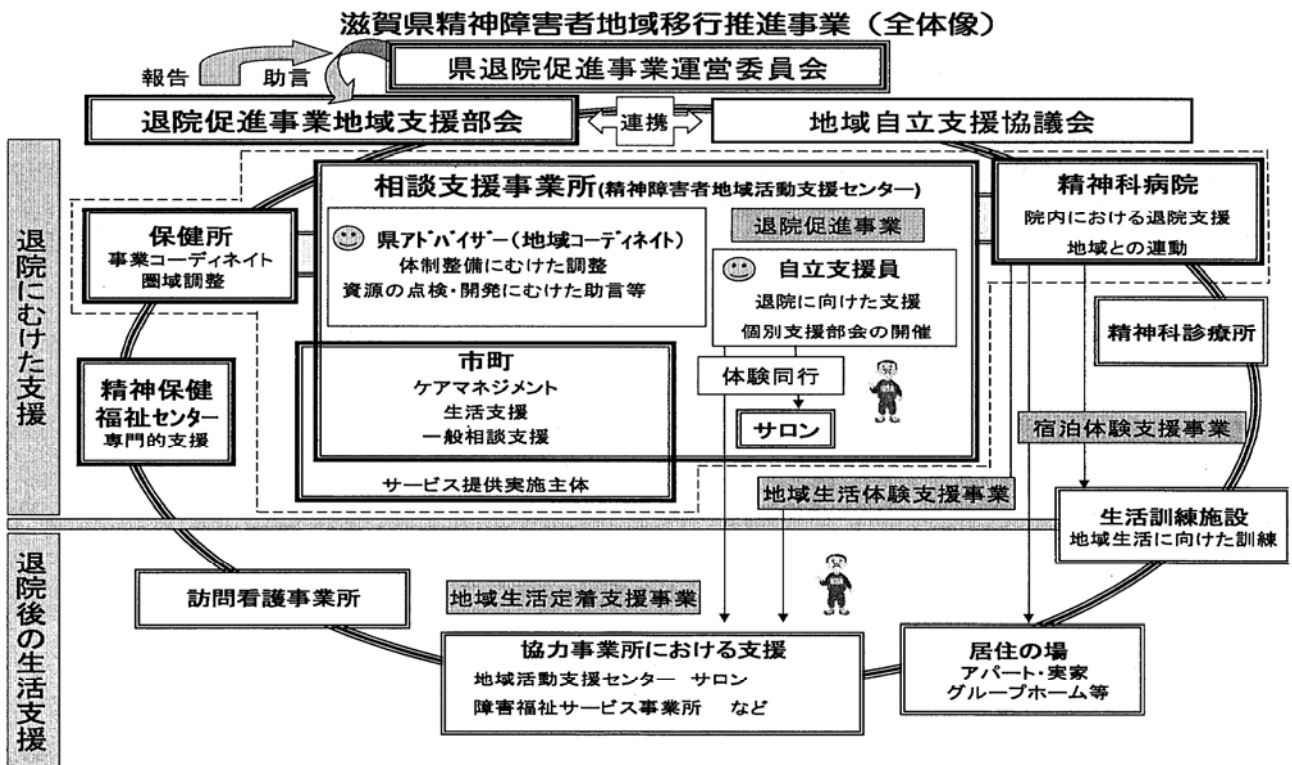 滋賀県精神障害者地域移行推進事業（全体像）
報告
助言
県退院促進事業運営委員会
退院促進事業地域支援部会
連携
地域自立支援協議会
退院にむけた支援
相談支援事業所(精神障害者地域活動支援センター)
県ｱﾄﾞﾊﾞｲｻﾞｰ(地域コーディネイト)
体制整備にむけた調整
資源の点検・開発にむけた助言等
退院促進事業
自立支援員
退院に向けた支援
個別支援部会の開催
体験同行
サロン
精神科病院
院内における退院支援
地域との連動
保健所
事業コーディネイト
圏域調整
精神科診療所
市町
ケアマネジメント
生活支援
一般相談支援
サービス提供実施主体
精神保健
福祉センター
専門的支援
宿泊体験支援事業
地域生活体験支援事業
生活訓練施設
地域生活に向けた訓練
退院後の生活支援
訪問看護事業所
地域生活定着支援事業
協力事業所における支援
地域活動支援センター　サロン
障害福祉サービス事業所　など
居住の場
アパート・実家
グループホーム等